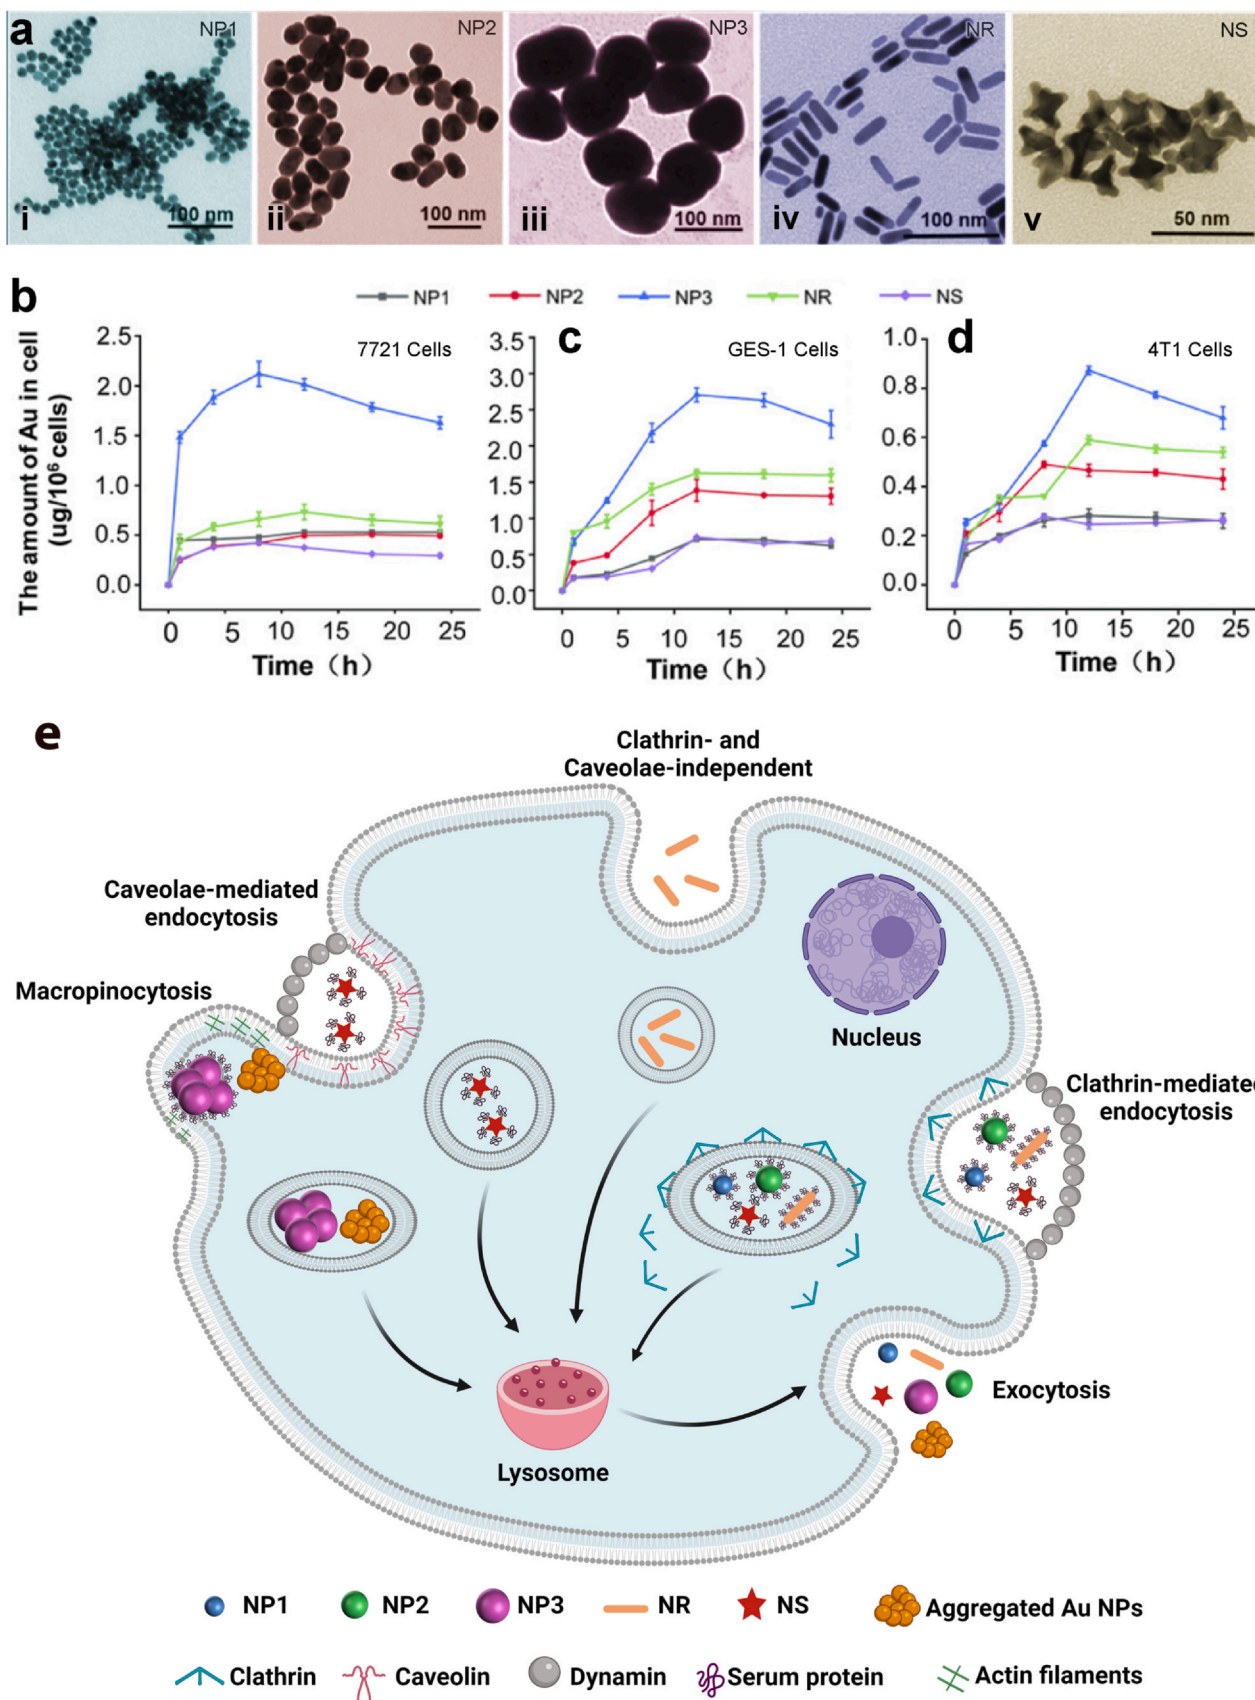 a
NP1
NP2
NP3
NR
NS
i
100 nm
ii
100 nm
iii
100 nm
iv
100 nm
v
50 nm
b
NP1
NP2
NP3
NR
NS
The amount of Au in cell
(ug/10⁶ cells)
7721 Cells
2.5
2.0
1.5
1.0
0.5
0.0
0
5
10
15
20
25
Time (h)
c
GES-1 Cells
3.5
3.0
2.5
2.0
1.5
1.0
0.5
0.0
0
5
10
15
20
25
Time (h)
d
4T1 Cells
1.0
0.8
0.6
0.4
0.2
0.0
0
5
10
15
20
25
Time (h)
e
Clathrin- and
Caveolae-independent
Caveolae-mediated
endocytosis
Macropinocytosis
Nucleus
Clathrin-mediated
endocytosis
Exocytosis
Lysosome
NP1
NP2
NP3
NR
NS
Aggregated Au NPs
Clathrin
Caveolin
Dynamin
Serum protein
Actin filaments